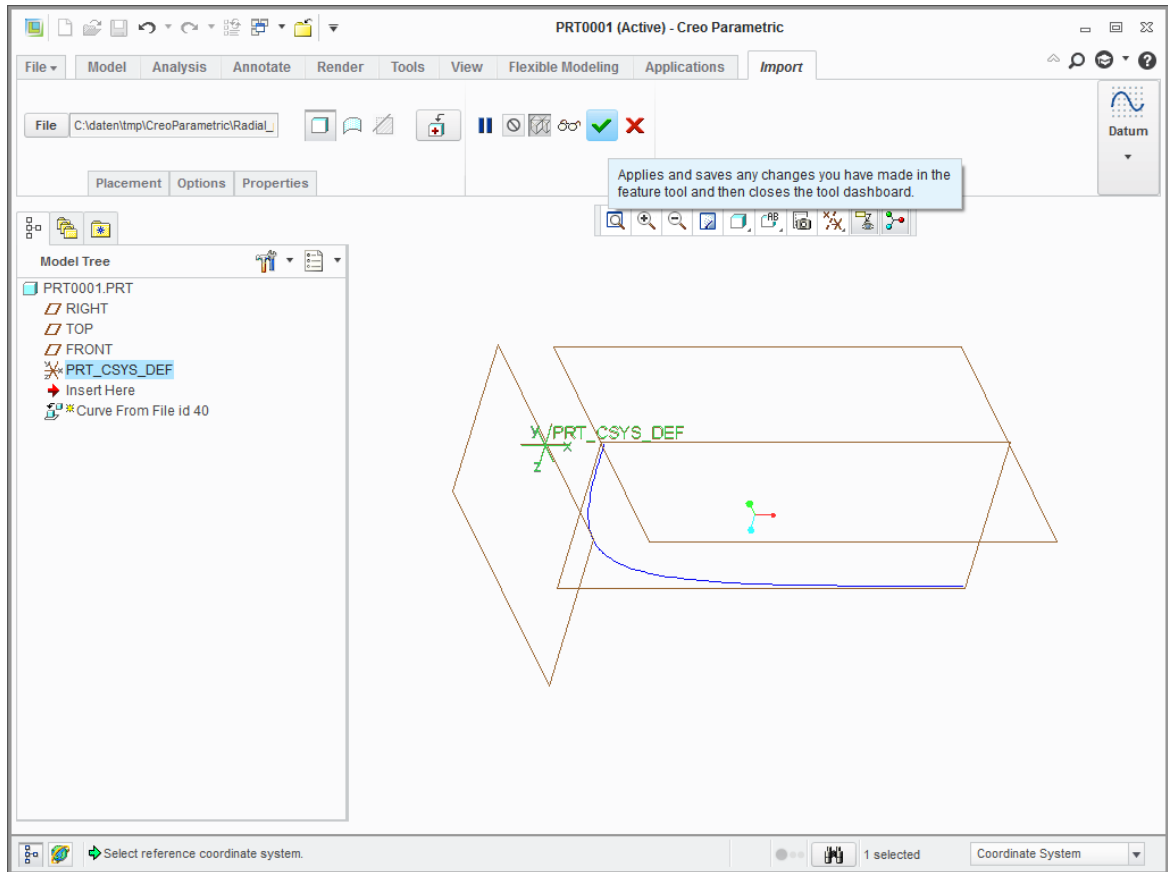 PRT0001 (Active) - Creo Parametric
File Model Analysis Annotate Render Tools View Flexible Modeling Applications Import
File C:\daten\tmp\CreoParametric\Radial_
Datum
Placement Options Properties
Applies and saves any changes you have made in the
feature tool and then closes the tool dashboard.
Model Tree
PRT0001.PRT
RIGHT
TOP
FRONT
PRT_CSYS_DEF
Insert Here
Curve From File id 40
y PRT_CSYS_DEF
x
z
Select reference coordinate system.
1 selected
Coordinate System